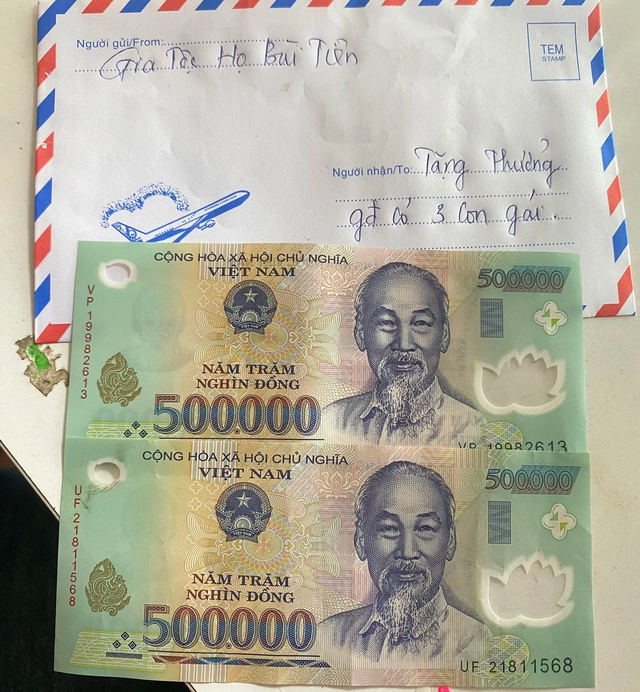 Người gửi/From: Gia Tộc Họ Bùi Tiên
TEM
STAMP
Người nhận/To: Tặng Thưởng
gđ có 3 con gái.
CỘNG HÒA XÃ HỘI CHỦ NGHĨA
VIỆT NAM
500000
VP 19982613
NĂM TRĂM
NGHÌN ĐỒNG
500.000
VP 19982613
CỘNG HÒA XÃ HỘI CHỦ NGHĨA
VIỆT NAM
500000
UF 21811568
NĂM TRĂM
NGHÌN ĐỒNG
500.000
UF 21811568